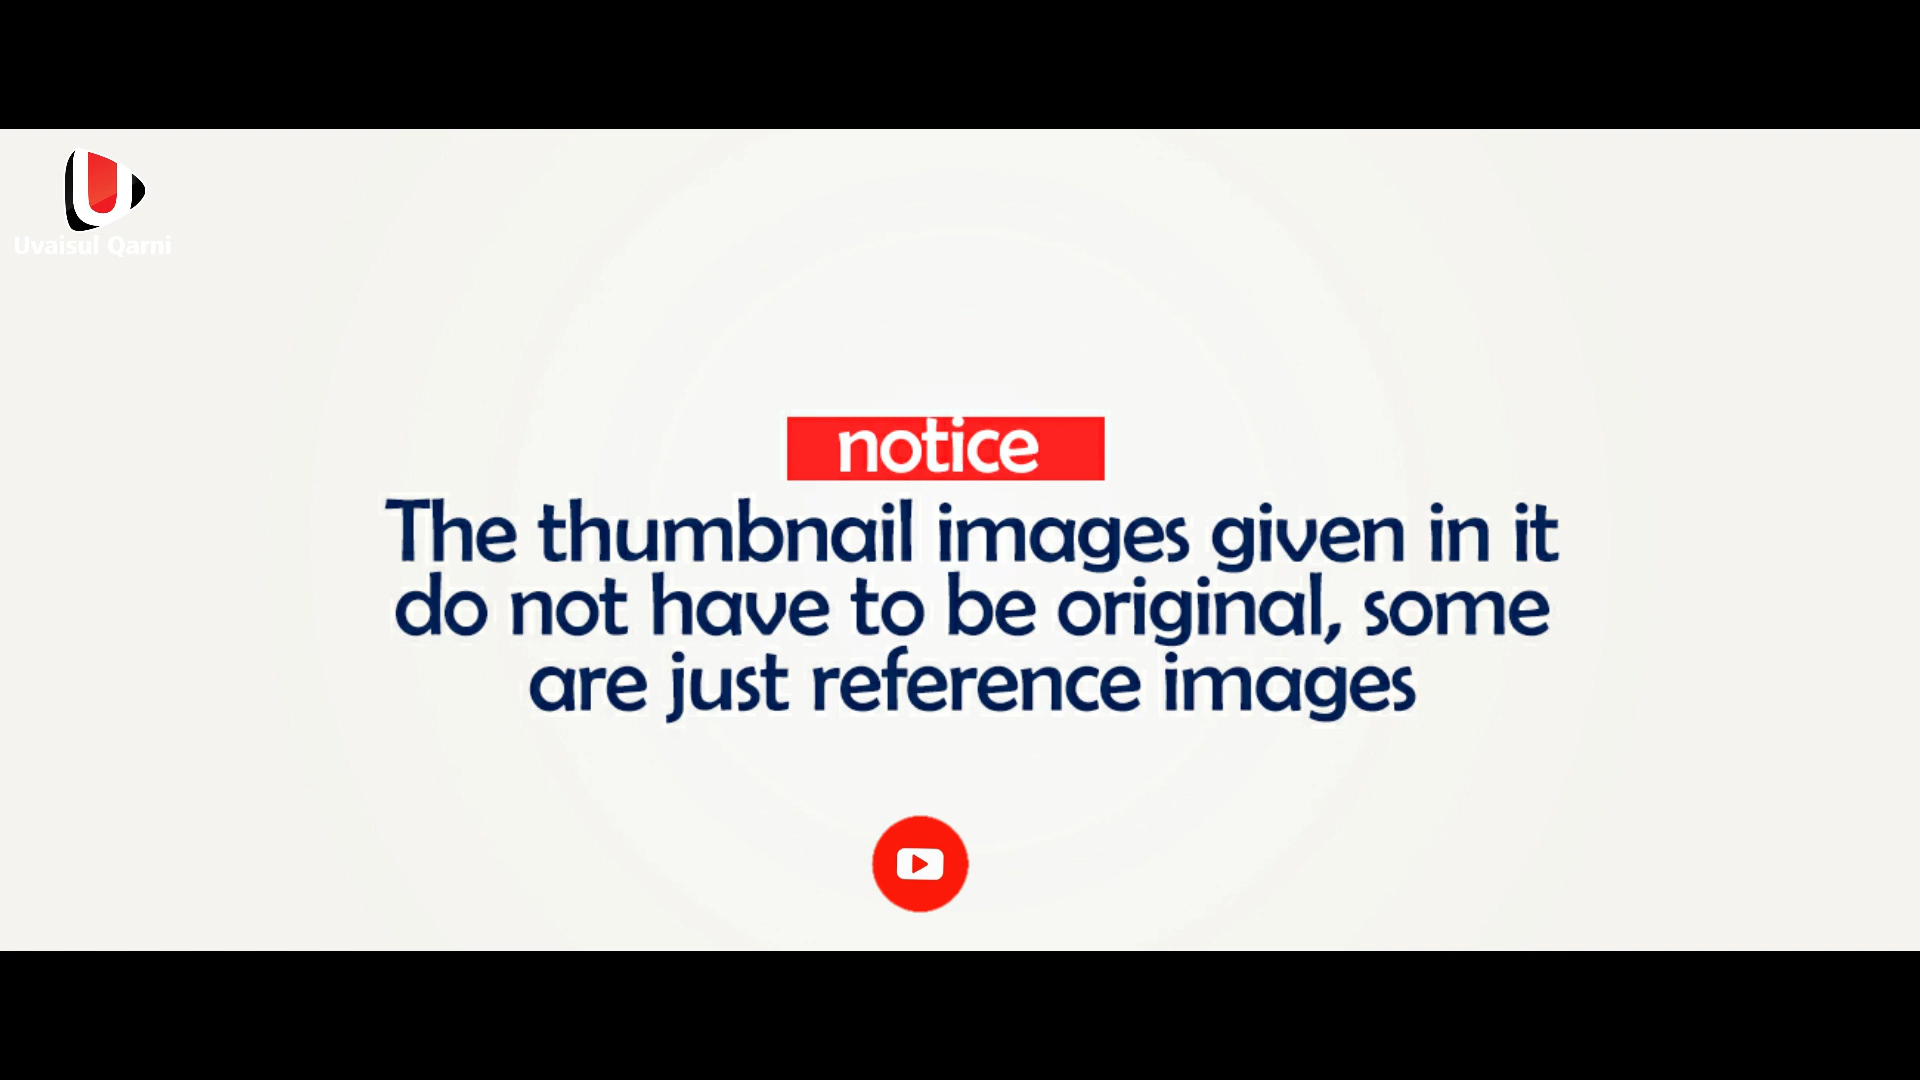 Uvaisul Qarni
notice
The thumbnail images given in it
do not have to be original, some
are just reference images